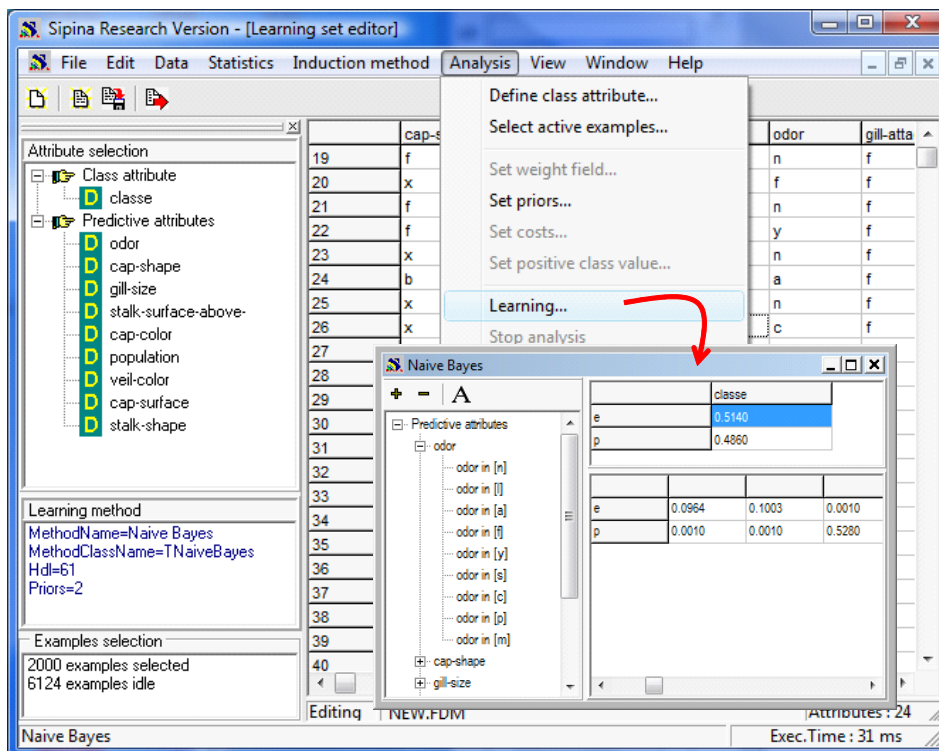 Sipina Research Version - [Learning set editor]
File Edit Data Statistics Induction method Analysis View Window Help
Define class attribute...
Select active examples...
Set weight field...
Set priors...
Set costs...
Set positive class value...
Learning...
Stop analysis
Attribute selection
Class attribute
D classe
Predictive attributes
D odor
D cap-shape
D gill-size
D stalk-surface-above-
D cap-color
D population
D veil-color
D cap-surface
D stalk-shape
Learning method
MethodName=Naive Bayes
MethodClassName=TNaiveBayes
Hdl=61
Priors=2
Examples selection
2000 examples selected
6124 examples idle
cap-s odor gill-atta
19 f n f
20 x f f
21 f n f
22 f y f
23 x n f
24 b a f
25 x n f
26 x c f
27
28
29
30
31
32
33
34
35
36
37
38
39
40
Naive Bayes
+ - A
Predictive attributes
odor
odor in [n]
odor in [l]
odor in [a]
odor in [f]
odor in [y]
odor in [s]
odor in [c]
odor in [p]
odor in [m]
cap-shape
gill-size
classe
e 0.5140
p 0.4860
e 0.0964 0.1003 0.0010
p 0.0010 0.0010 0.5280
Editing NEW.FDM Attributes : 24
Naive Bayes Exec.Time : 31 ms